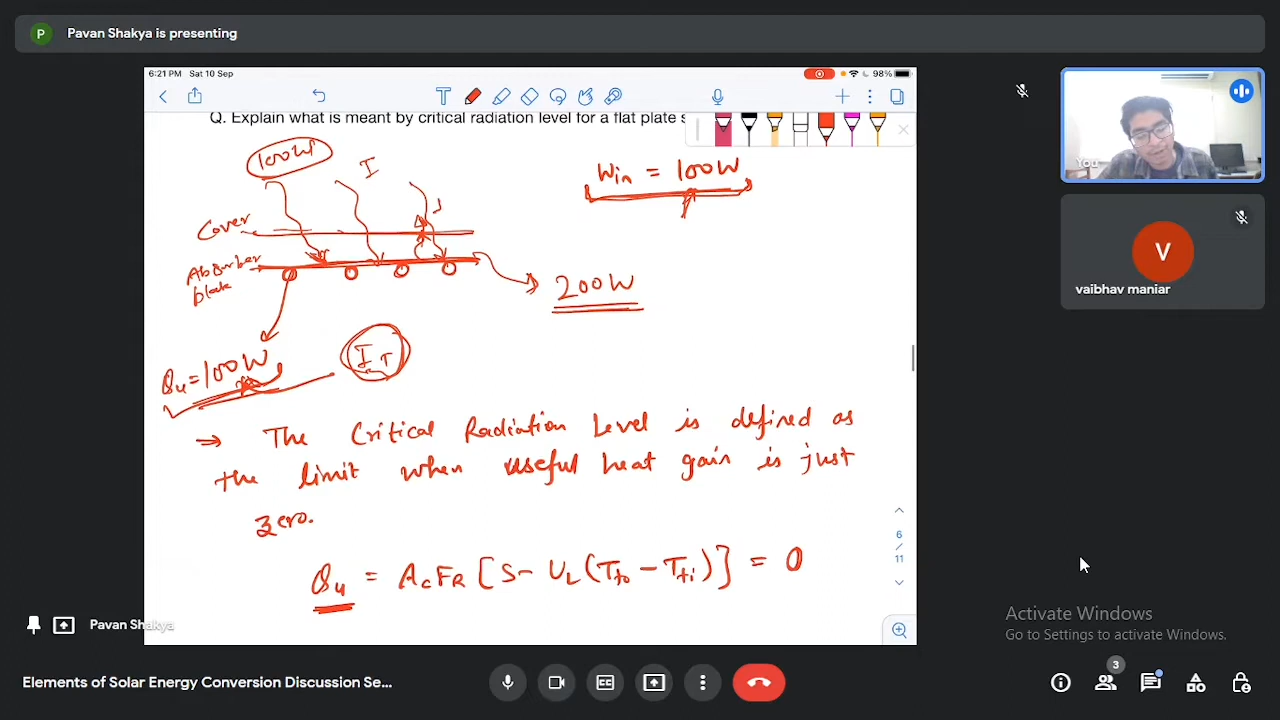 P Pavan Shakya is presenting
6:21 PM Sat 10 Sep
98%
Q. Explain what is meant by critical radiation level for a flat plate s
100W
I
Win = 100W
Cover
Absorber
plate
200W
Qu = 100W
IT
You
V
vaibhav maniar
→ The Critical Radiation Level is defined as
the limit when useful heat gain is just
zero.
Qu = AcFR [S - UL (Tfo - Tfi)] = 0
6
/
11
Pavan Shakya
Activate Windows
Go to Settings to activate Windows.
Elements of Solar Energy Conversion Discussion Se...
3